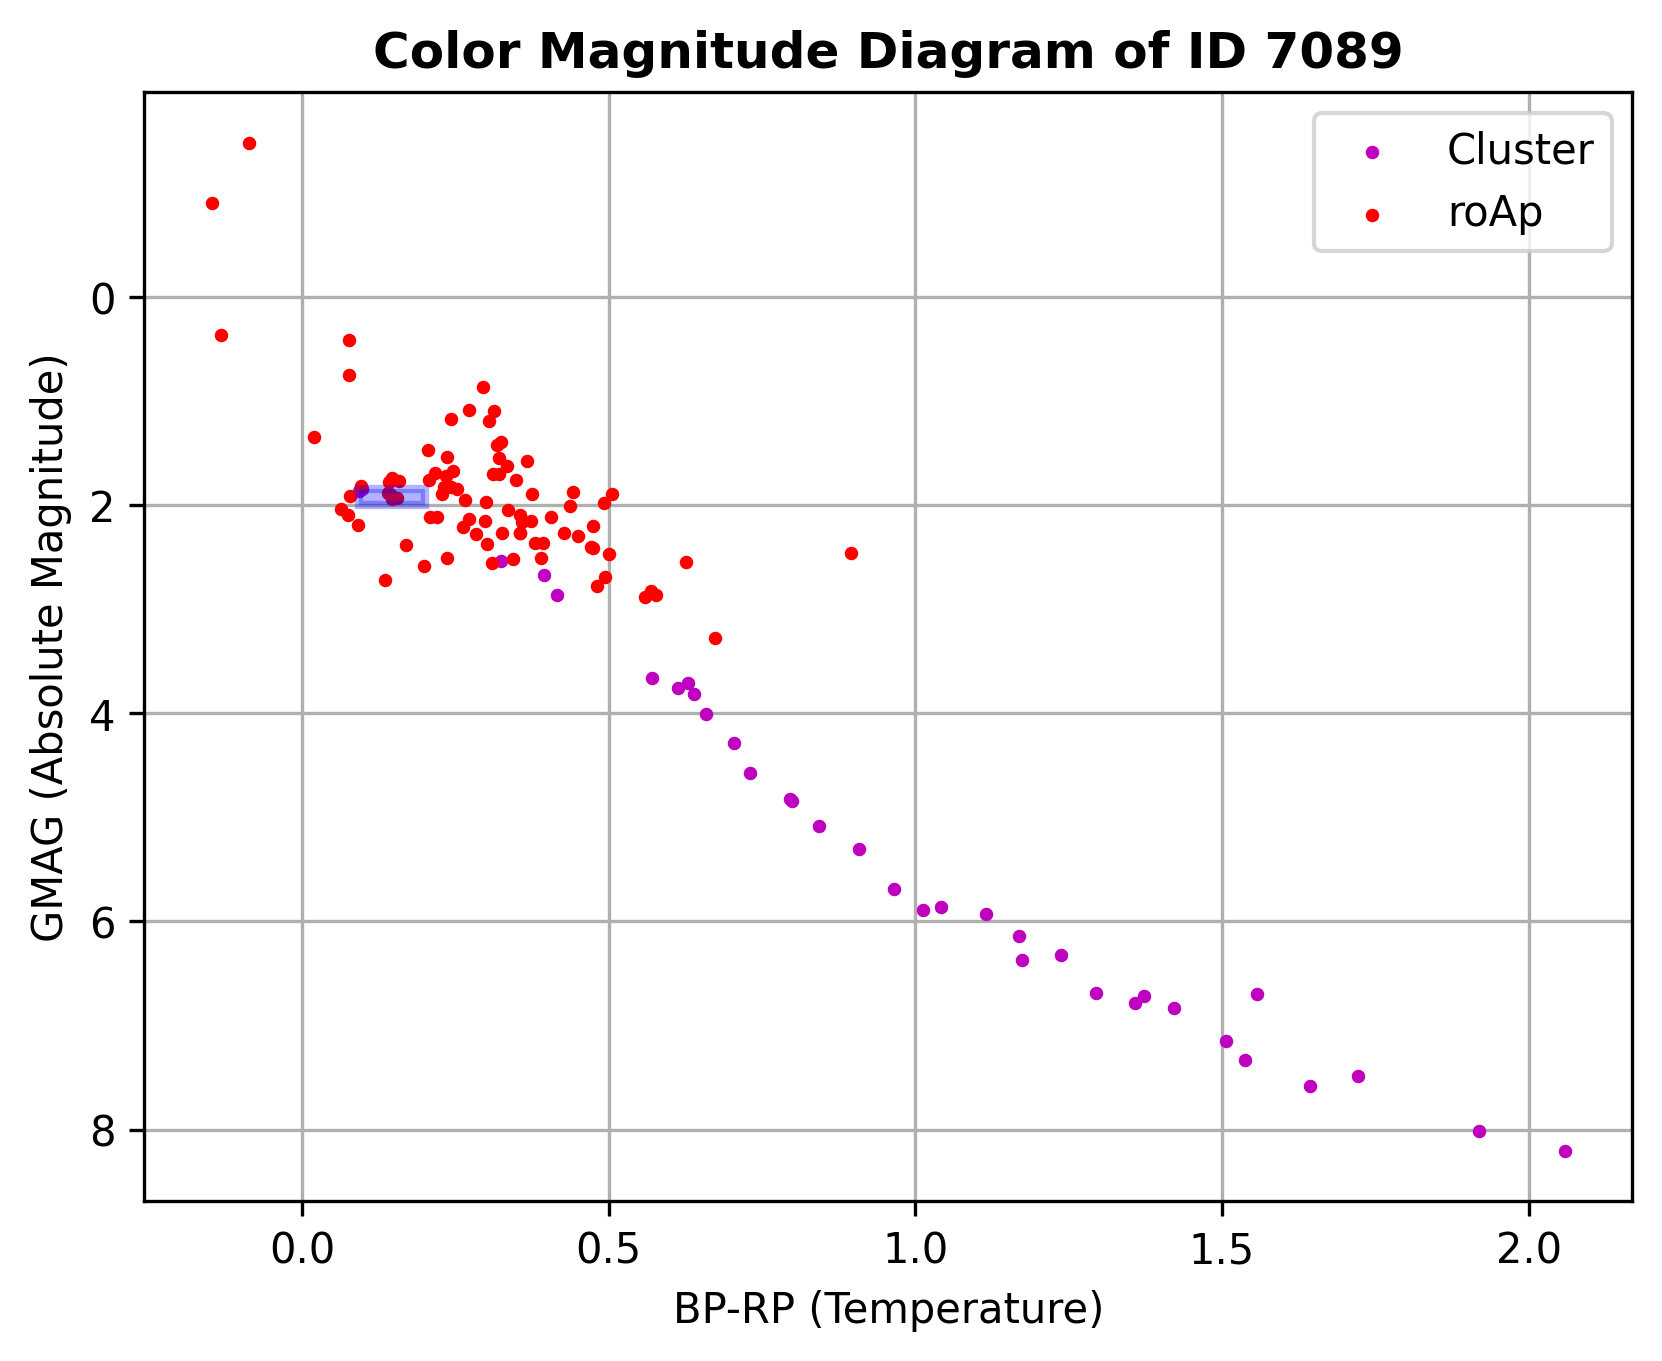 Color Magnitude Diagram of ID 7089
Cluster
roAp
GMAG (Absolute Magnitude)
0
2
4
6
8
0.0 0.5 1.0 1.5 2.0
BP-RP (Temperature)